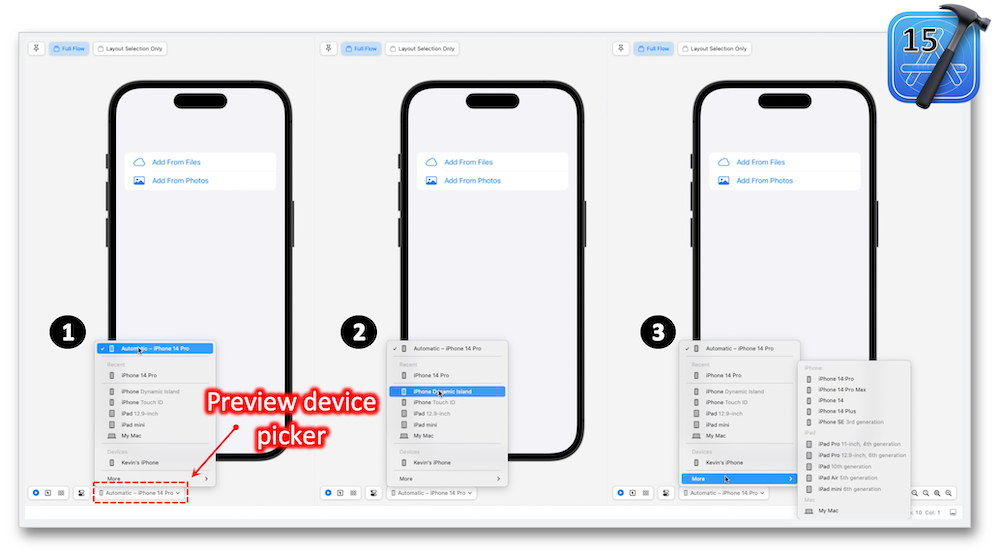 15
Full Flow
Layout Selection Only
Add From Files
Add From Photos
1
Automatic – iPhone 14 Pro
Recent
iPhone 14 Pro
iPhone Dynamic Island
iPhone Touch ID
iPad 12.9-inch
iPad mini
My Mac
Devices
Kevin's iPhone
More
Automatic – iPhone 14 Pro
Preview device
picker
Full Flow
Layout Selection Only
Add From Files
Add From Photos
2
Automatic – iPhone 14 Pro
Recent
iPhone 14 Pro
iPhone Dynamic Island
iPhone Touch ID
iPad 12.9-inch
iPad mini
My Mac
Devices
Kevin's iPhone
More
Automatic – iPhone 14 Pro
Full Flow
Layout Selection Only
Add From Files
Add From Photos
3
Automatic – iPhone 14 Pro
Recent
iPhone 14 Pro
iPhone Dynamic Island
iPhone Touch ID
iPad 12.9-inch
iPad mini
My Mac
Devices
Kevin's iPhone
More
Automatic – iPhone 14 Pro
iPhone
iPhone 14 Pro
iPhone 14 Pro Max
iPhone 14
iPhone 14 Plus
iPhone SE 3rd generation
iPad
iPad Pro 11-inch, 4th generation
iPad Pro 12.9-inch, 6th generation
iPad 10th generation
iPad Air 5th generation
iPad mini 6th generation
Mac
My Mac
10 Col: 1